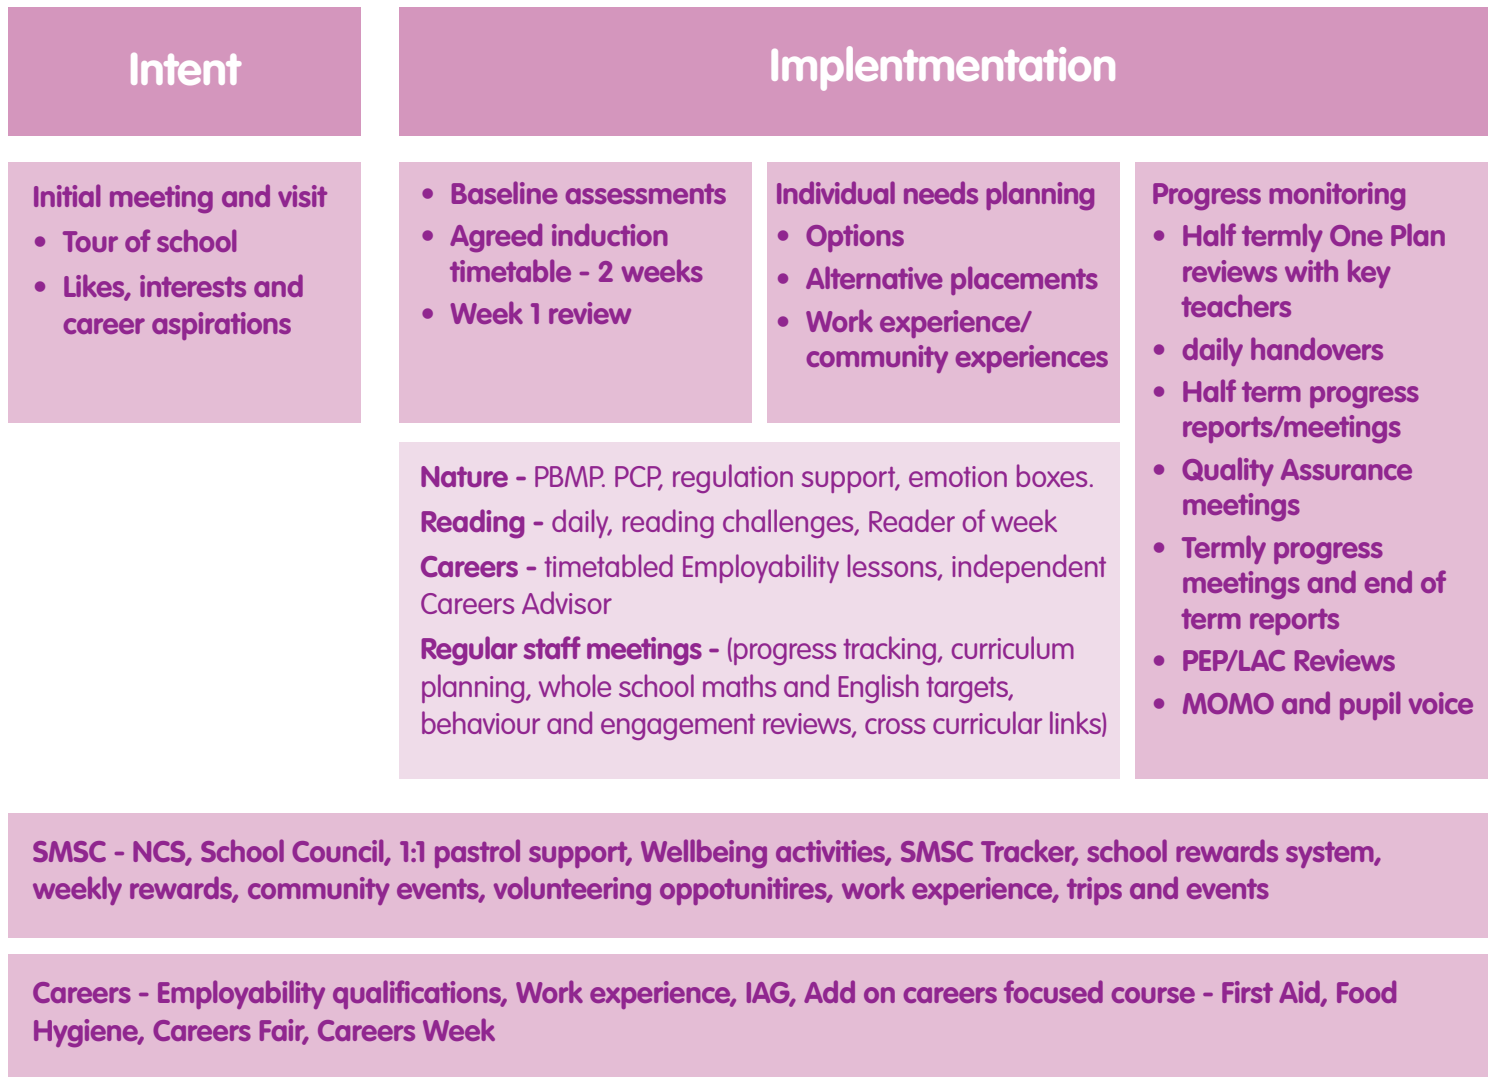 Intent
Implentmentation
Initial meeting and visit
• Tour of school
• Likes, interests and
career aspirations
• Baseline assessments
• Agreed induction
timetable - 2 weeks
• Week 1 review
Individual needs planning
• Options
• Alternative placements
• Work experience/
community experiences
Progress monitoring
• Half termly One Plan
reviews with key
teachers
• daily handovers
• Half term progress
reports/meetings
• Quality Assurance
meetings
• Termly progress
meetings and end of
term reports
• PEP/LAC Reviews
• MOMO and pupil voice
Nature - PBMP. PCP, regulation support, emotion boxes.
Reading - daily, reading challenges, Reader of week
Careers - timetabled Employability lessons, independent
Careers Advisor
Regular staff meetings - (progress tracking, curriculum
planning, whole school maths and English targets,
behaviour and engagement reviews, cross curricular links)
SMSC - NCS, School Council, 1:1 pastrol support, Wellbeing activities, SMSC Tracker, school rewards system,
weekly rewards, community events, volunteering oppotunitires, work experience, trips and events
Careers - Employability qualifications, Work experience, IAG, Add on careers focused course - First Aid, Food
Hygiene, Careers Fair, Careers Week